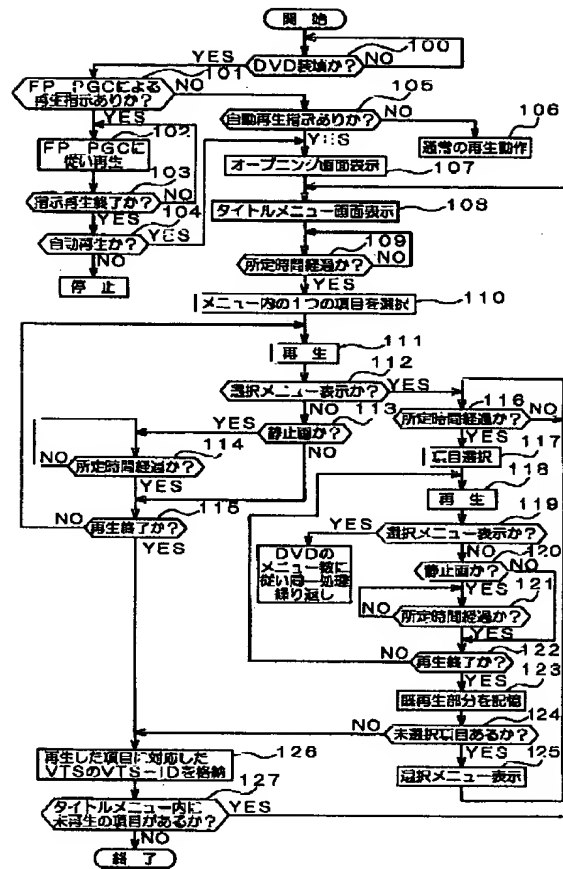 開始
DVD装填か?
100
YES
NO
FP_PGCによる
再生指示ありか?
101
NO
YES
自動再生指示ありか?
105
NO
YES
通常の再生動作
106
FP_PGCに
従い再生
102
オープニング画面表示
107
指示再生終了か?
103
NO
YES
タイトルメニュー画面表示
108
自動再生か?
104
YES
NO
停止
所定時間経過か?
109
NO
YES
メニュー内の1つの項目を選択
110
再生
111
選択メニュー表示か?
112
YES
NO
静止画か?
113
YES
NO
所定時間経過か?
114
NO
YES
再生終了か?
115
NO
YES
所定時間経過か?
116
NO
YES
項目選択
117
再生
118
選択メニュー表示か?
119
YES
NO
DVDの
メニュー数に
従い同一処理
繰り返し
静止画か?
120
NO
YES
所定時間経過か?
121
NO
YES
再生終了か?
122
NO
YES
既再生部分を記憶
123
未選択項目あるか?
124
NO
YES
選択メニュー表示
125
再生した項目に対応した
VTSのVTS-IDを格納
126
タイトルメニュー内に
未再生の項目があるか?
127
YES
NO
終了